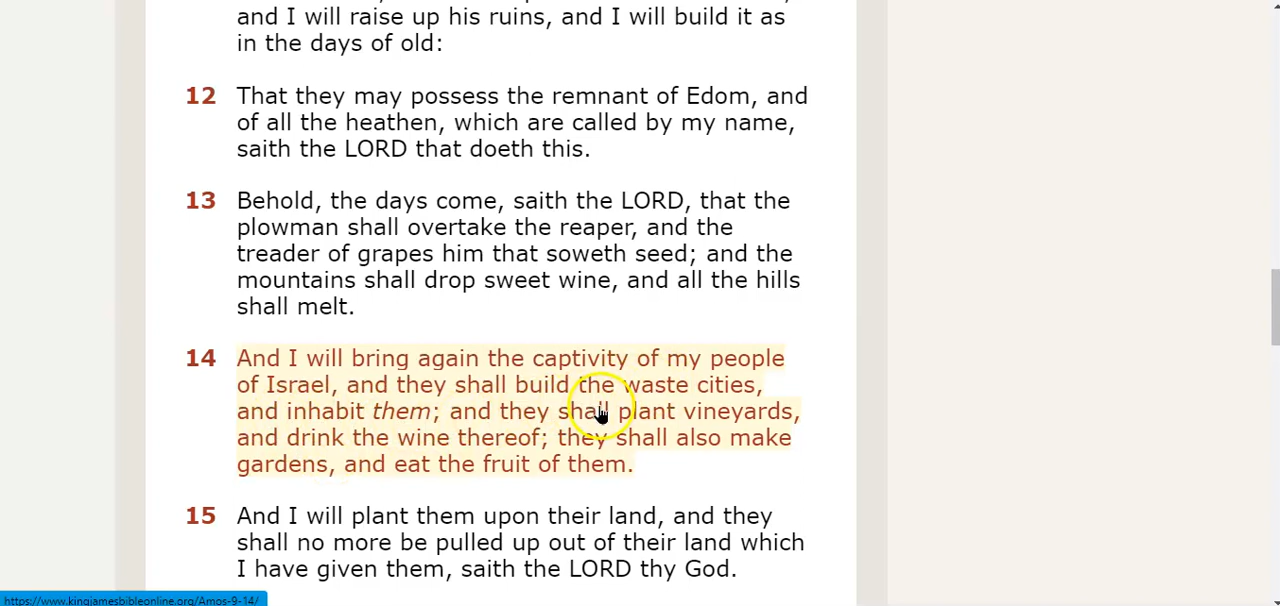 and I will raise up his ruins, and I will build it as
in the days of old:
12 That they may possess the remnant of Edom, and
of all the heathen, which are called by my name,
saith the LORD that doeth this.
13 Behold, the days come, saith the LORD, that the
plowman shall overtake the reaper, and the
treader of grapes him that soweth seed; and the
mountains shall drop sweet wine, and all the hills
shall melt.
14 And I will bring again the captivity of my people
of Israel, and they shall build the waste cities,
and inhabit them; and they shall plant vineyards,
and drink the wine thereof; they shall also make
gardens, and eat the fruit of them.
15 And I will plant them upon their land, and they
shall no more be pulled up out of their land which
I have given them, saith the LORD thy God.
https://www.kingjamesbibleonline.org/Amos-9-14/